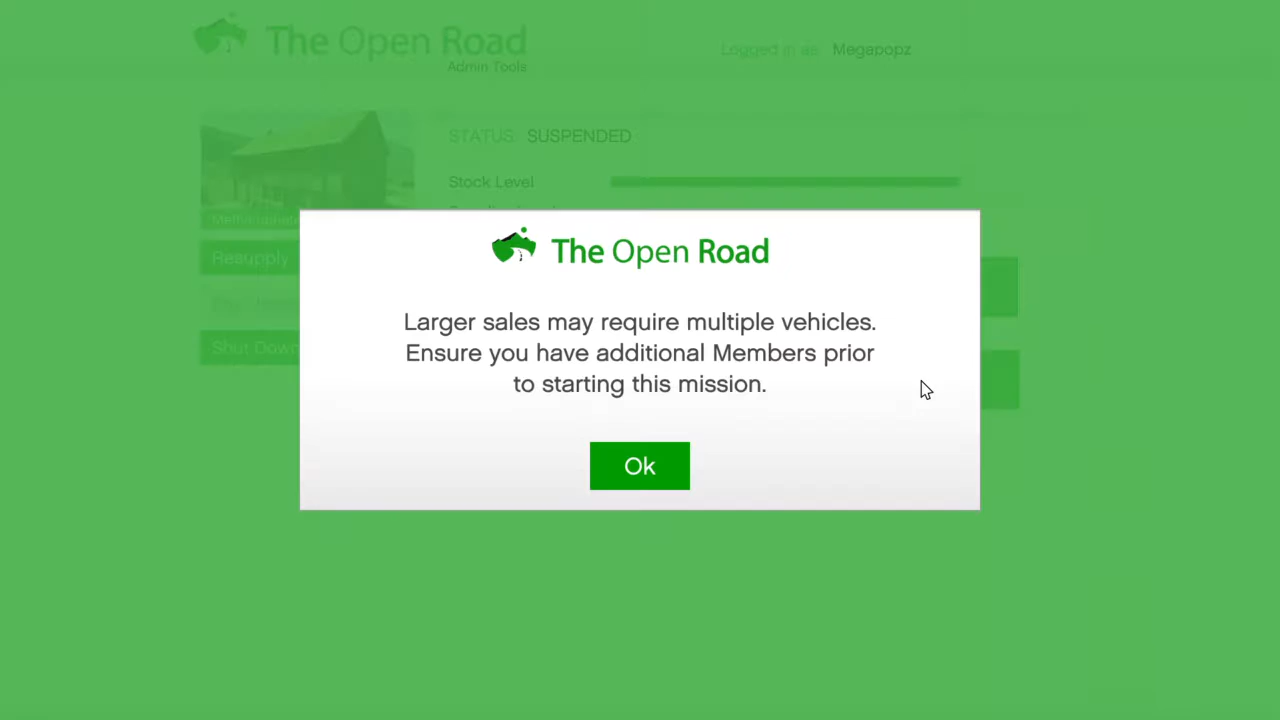 The Open Road
Admin Tools
Logged in as: Megapopz
STATUS: SUSPENDED
Stock Level
Resupply
Shut Down
The Open Road
Larger sales may require multiple vehicles.
Ensure you have additional Members prior
to starting this mission.
Ok